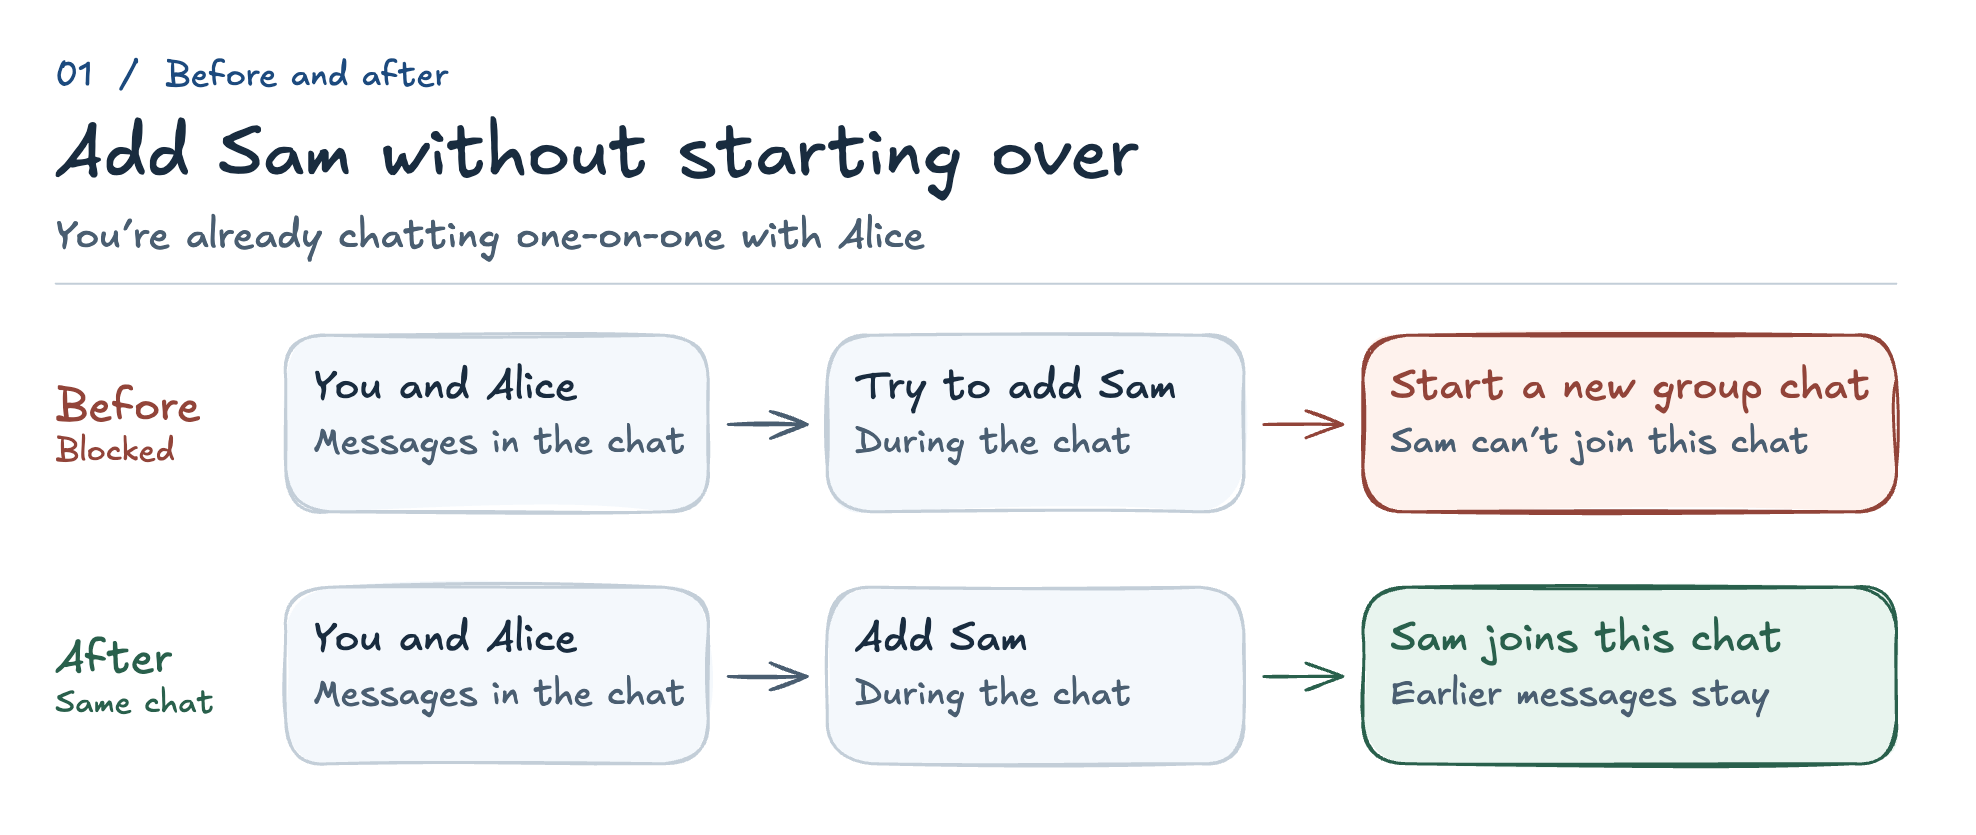 01 / Before and after
Add Sam without starting over
You're already chatting one-on-one with Alice
Before
Blocked
You and Alice
Messages in the chat
Try to add Sam
During the chat
Start a new group chat
Sam can't join this chat
After
Same chat
You and Alice
Messages in the chat
Add Sam
During the chat
Sam joins this chat
Earlier messages stay